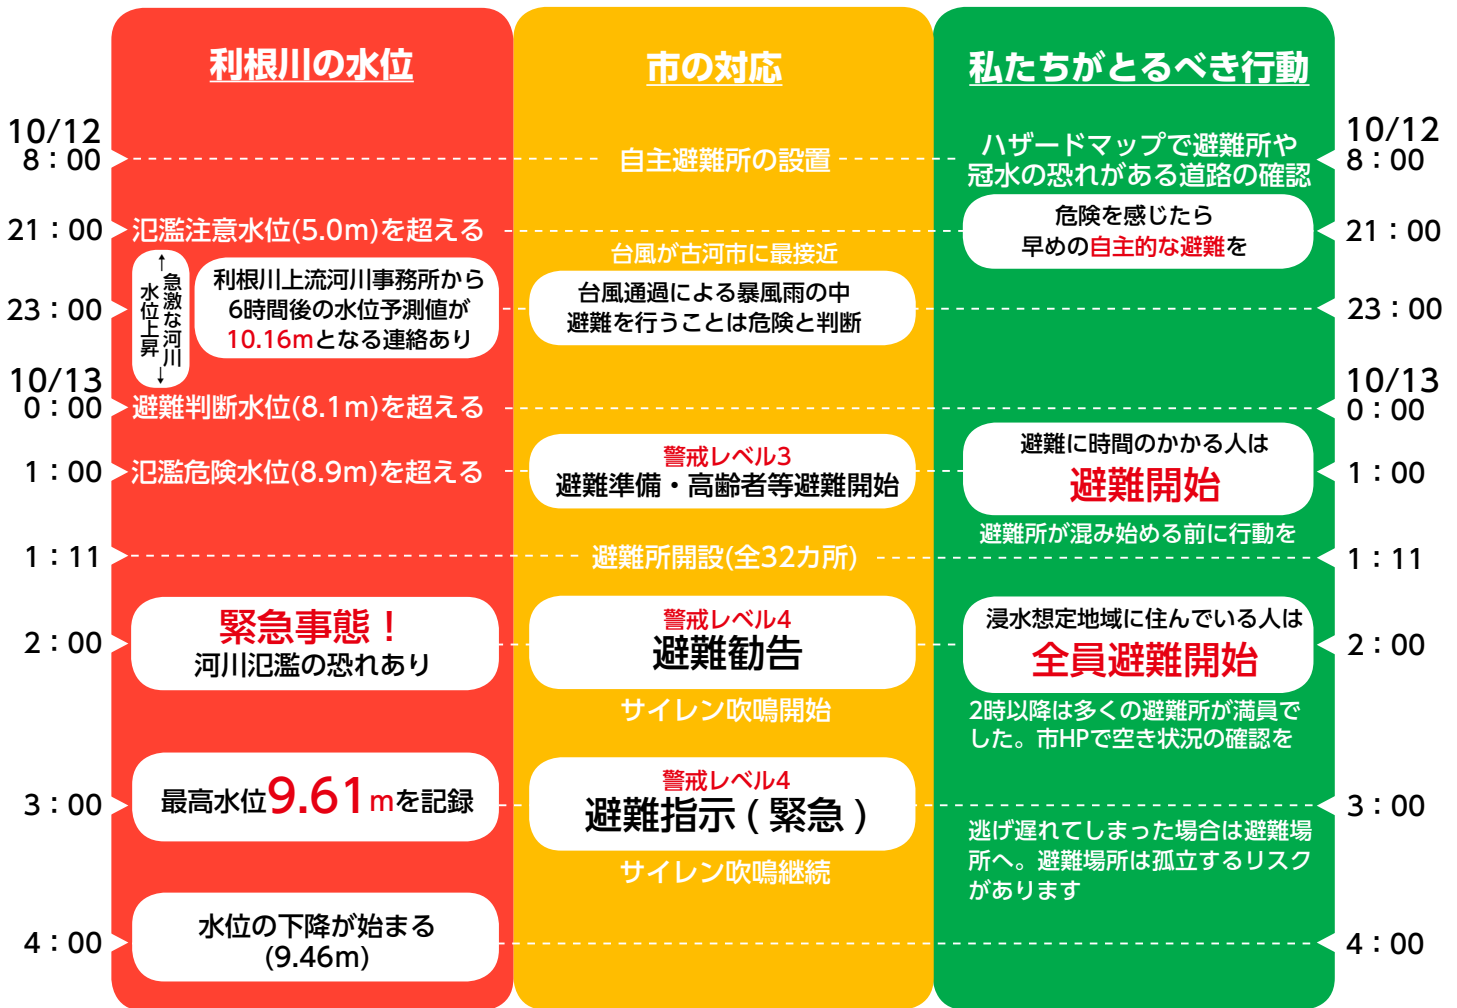 利根川の水位
市の対応
私たちがとるべき行動
10/12
8：00
自主避難所の設置
ハザードマップで避難所や
冠水の恐れがある道路の確認
10/12
8：00
21：00
氾濫注意水位(5.0m)を超える
危険を感じたら
早めの自主的な避難を
21：00
台風が古河市に最接近
23：00
←急激な河川
水位上昇→
利根川上流河川事務所から
6時間後の水位予測値が
10.16mとなる連絡あり
台風通過による暴風雨の中
避難を行うことは危険と判断
23：00
10/13
0：00
避難判断水位(8.1m)を超える
10/13
0：00
1：00
氾濫危険水位(8.9m)を超える
警戒レベル3
避難準備・高齢者等避難開始
避難に時間のかかる人は
避難開始
1：00
避難所が混み始める前に行動を
1：11
避難所開設(全32カ所)
1：11
2：00
緊急事態！
河川氾濫の恐れあり
警戒レベル4
避難勧告
サイレン吹鳴開始
浸水想定地域に住んでいる人は
全員避難開始
2：00
2時以降は多くの避難所が満員で
した。市HPで空き状況の確認を
3：00
最高水位9.61mを記録
警戒レベル4
避難指示(緊急)
サイレン吹鳴継続
3：00
逃げ遅れてしまった場合は避難場
所へ。避難場所は孤立するリスク
があります
4：00
水位の下降が始まる
(9.46m)
4：00